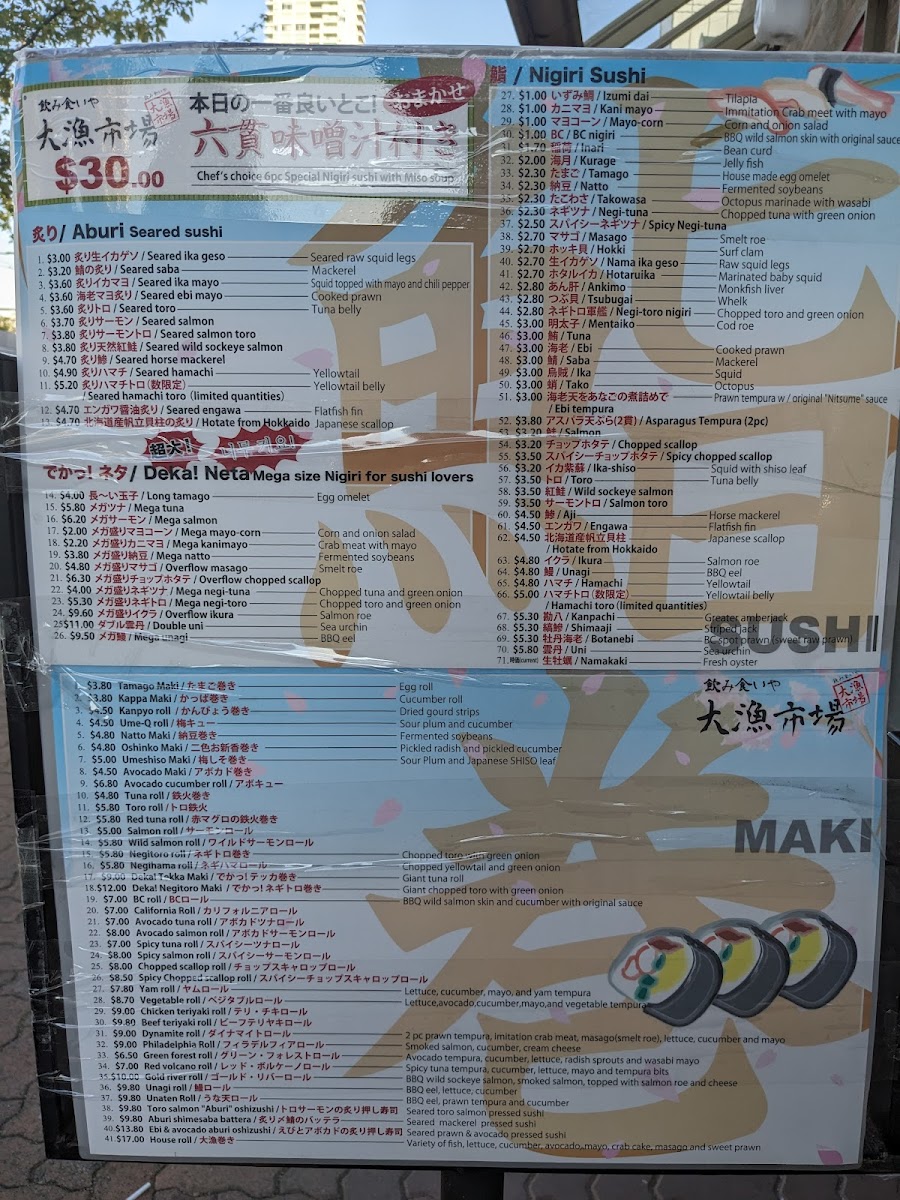 飲み食いや
大漁市場
$30.00
本日の一番良いとこ! おまかせ
六貫味噌汁付き
Chef's choice 6pc Special Nigiri sushi with Miso soup
炙り/ Aburi Seared sushi
1. $3.00 炙り生イカゲソ / Seared ika geso Seared raw squid legs
2. $3.20 鯖の炙り / Seared saba Mackerel
3. $3.60 炙りイカマヨ / Seared ika mayo Squid topped with mayo and chili pepper
4. $3.60 海老マヨ炙り / Seared ebi mayo Cooked prawn
5. $3.60 炙りトロ / Seared toro Tuna belly
6. $3.70 炙りサーモン / Seared salmon
7. $3.80 炙りサーモントロ / Seared salmon toro
8. $3.80 炙り天然紅鮭 / Seared wild sockeye salmon
9. $4.70 炙り鯵 / Seared horse mackerel
10. $4.90 炙りハマチ / Seared hamachi Yellowtail
11. $5.20 炙りハマチトロ(数限定) Yellowtail belly
/ Seared hamachi toro (limited quantities)
12. $4.70 エンガワ醤油炙り / Seared engawa Flatfish fin
13. $4.70 北海道産帆立貝柱の炙り / Hotate from Hokkaido Japanese scallop
超大!
でかっ! ネタ/ Deka! Neta Mega size Nigiri for sushi lovers
14. $4.00 長〜い玉子 / Long tamago Egg omelet
15. $5.80 メガツナ / Mega tuna
16. $6.20 メガサーモン / Mega salmon
17. $2.00 メガ盛りマヨコーン / Mega mayo-corn Corn and onion salad
18. $2.20 メガ盛りカニマヨ / Mega kanimayo Crab meat with mayo
19. $3.80 メガ盛り納豆 / Mega natto Fermented soybeans
20. $4.80 メガ盛りマサゴ / Overflow masago Smelt roe
21. $6.30 メガ盛りチョップホタテ / Overflow chopped scallop
22. $4.00 メガ盛りネギツナ / Mega negi-tuna Chopped tuna and green onion
23. $5.30 メガ盛りネギトロ / Mega negi-toro Chopped toro and green onion
24. $9.60 メガ盛りイクラ / Overflow ikura Salmon roe
25$11.00 ダブル雲丹 / Double uni Sea urchin
26. $9.50 メガ鰻 / Mega unagi BBQ eel
鮨 / Nigiri Sushi
27. $1.00 いずみ鯛 / Izumi dai Tilapia
28. $1.00 カニマヨ / Kani mayo Immitation Crab meet with mayo
29. $1.00 マヨコーン / Mayo-corn Corn and onion salad
30. $1.00 BC / BC nigiri BBQ wild salmon skin with original sauce
31. $1.70 稲荷 / Inari Bean curd
32. $2.00 海月 / Kurage Jelly fish
33. $2.30 たまご / Tamago House made egg omelet
34. $2.30 納豆 / Natto Fermented soybeans
35. $2.30 たこわさ / Takowasa Octopus marinade with wasabi
36. $2.30 ネギツナ / Negi-tuna Chopped tuna with green onion
37. $2.50 スパイシーネギツナ / Spicy Negi-tuna
38. $2.70 マサゴ / Masago Smelt roe
39. $2.70 ホッキ貝 / Hokki Surf clam
40. $2.70 生イカゲソ / Nama ika geso Raw squid legs
41. $2.70 ホタルイカ / Hotaruika Marinated baby squid
42. $2.80 あん肝 / Ankimo Monkfish liver
43. $2.80 つぶ貝 / Tsubugai Whelk
44. $2.80 ネギトロ軍艦 / Negi-toro nigiri Chopped toro and green onion
45. $3.00 明太子 / Mentaiko Cod roe
46. $3.00 鮪 / Tuna
47. $3.00 海老 / Ebi Cooked prawn
48. $3.00 鯖 / Saba Mackerel
49. $3.00 烏賊 / Ika Squid
50. $3.00 蛸 / Tako Octopus
51. $3.00 海老天をあなごの煮詰めで Prawn tempura w / original "Nitsume" sauce
/ Ebi tempura
52. $3.80 アスパラ天ぷら(2貫) / Asparagus Tempura (2pc)
53. $3.20 鮭 / Salmon
54. $3.20 チョップホタテ / Chopped scallop
55. $3.50 スパイシーチョップホタテ / Spicy chopped scallop
56. $3.20 イカ紫蘇 / Ika-shiso Squid with shiso leaf
57. $3.50 トロ / Toro Tuna belly
58. $3.50 紅鮭 / Wild sockeye salmon
59. $3.50 サーモントロ / Salmon toro
60. $4.50 鯵 / Aji Horse mackerel
61. $4.50 エンガワ / Engawa Flatfish fin
62. $4.50 北海道産帆立貝柱 Japanese scallop
/ Hotate from Hokkaido
63. $4.80 イクラ / Ikura Salmon roe
64. $4.80 鰻 / Unagi BBQ eel
65. $4.80 ハマチ / Hamachi Yellowtail
66. $5.00 ハマチトロ(数限定) Yellowtail belly
/ Hamachi toro (limited quantities)
67. $5.30 勘八 / Kanpachi Greater amberjack
68. $5.30 縞鯵 / Shimaaji Striped jack
69. $5.30 牡丹海老 / Botanebi BC spot prawn (sweet raw prawn)
70. $5.80 雲丹 / Uni Sea urchin
71. 時価(current) 生牡蠣 / Namakaki Fresh oyster
SUSHI
飲み食いや
大漁市場
MAKI
1. $3.80 Tamago Maki / たまご巻き Egg roll
2. $3.80 Kappa Maki / かっぱ巻き Cucumber roll
3. $4.50 Kanpyo roll / かんぴょう巻き Dried gourd strips
4. $4.50 Ume-Q roll / 梅キュー Sour plum and cucumber
5. $4.80 Natto Maki / 納豆巻き Fermented soybeans
6. $4.80 Oshinko Maki / 二色お新香巻き Pickled radish and pickled cucumber
7. $5.00 Umeshiso Maki / 梅しそ巻き Sour Plum and Japanese SHISO leaf
8. $4.50 Avocado Maki / アボカド巻き
9. $6.80 Avocado cucumber roll / アボキュー
10. $4.80 Tuna roll / 鉄火巻き
11. $5.80 Toro roll / トロ鉄火
12. $5.80 Red tuna roll / 赤マグロの鉄火巻き
13. $5.00 Salmon roll / サーモンロール
14. $5.80 Wild salmon roll / ワイルドサーモンロール
15. $5.80 Negitoro roll / ネギトロ巻き Chopped toro with green onion
16. $5.80 Negihama roll / ネギハマロール Chopped yellowtail and green onion
17. $9.00 Deka! Tekka Maki / でかっ!テッカ巻き Giant tuna roll
18. $12.00 Deka! Negitoro Maki / でかっ!ネギトロ巻き Giant chopped toro with green onion
19. $7.00 BC roll / BCロール BBQ wild salmon skin and cucumber with original sauce
20. $7.00 California Roll / カリフォルニアロール
21. $7.00 Avocado tuna roll / アボカドツナロール
22. $8.00 Avocado salmon roll / アボカドサーモンロール
23. $7.00 Spicy tuna roll / スパイシーツナロール
24. $8.00 Spicy salmon roll / スパイシーサーモンロール
25. $8.00 Chopped scallop roll / チョップスキャロップロール
26. $8.50 Spicy Chopped scallop roll / スパイシーチョップスキャロップロール
27. $7.80 Yam roll / ヤムロール Lettuce, cucumber, mayo, and yam tempura
28. $8.70 Vegetable roll / ベジタブルロール Lettuce,avocado,cucumber,mayo,and vegetable tempura
29. $9.00 Chicken teriyaki roll / テリ・チキロール
30. $9.80 Beef teriyaki roll / ビーフテリヤキロール
31. $9.00 Dynamite roll / ダイナマイトロール 2 pc prawn tempura, imitation crab meat, masago(smelt roe), lettuce, cucumber and mayo
32. $9.00 Philadelphia Roll / フィラデルフィアロール Smoked salmon, cucumber, cream cheese
33. $6.50 Green forest roll / グリーン・フォレストロール Avocado tempura, cucumber, lettuce, radish sprouts and wasabi mayo
34. $7.00 Red volcano roll / レッド・ボルケーノロール Spicy tuna tempura, cucumber, lettuce, mayo and tempura bits
35. $10.00 Gold river roll / ゴールド・リバーロール BBQ wild sockeye salmon, smoked salmon, topped with salmon roe and cheese
36. $9.80 Unagi roll / 鰻ロール BBQ eel, lettuce, cucumber
37. $9.80 Unaten Roll / うな天ロール BBQ eel, prawn tempura and cucumber
38. $9.80 Toro salmon "Aburi" oshizushi / トロサーモンの炙り押し寿司 Seared toro salmon pressed sushi
39. $9.80 Aburi shimesaba battera / 炙り〆鯖のバッテラ Seared mackerel pressed sushi
40. $13.80 Ebi & avocado aburi oshizushi / えびとアボカドの炙り押し寿司 Seared prawn & avocado pressed sushi
41. $17.00 House roll / 大漁巻き Variety of fish, lettuce, cucumber, avocado, mayo, crab cake, masago and sweet prawn